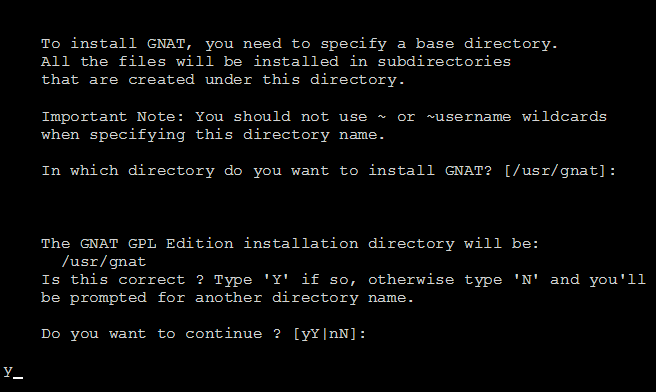 To install GNAT, you need to specify a base directory.
All the files will be installed in subdirectories
that are created under this directory.
Important Note: You should not use ~ or ~username wildcards
when specifying this directory name.
In which directory do you want to install GNAT? [/usr/gnat]:
The GNAT GPL Edition installation directory will be:
/usr/gnat
Is this correct ? Type 'Y' if so, otherwise type 'N' and you'll
be prompted for another directory name.
Do you want to continue ? [yY|nN]:
y_